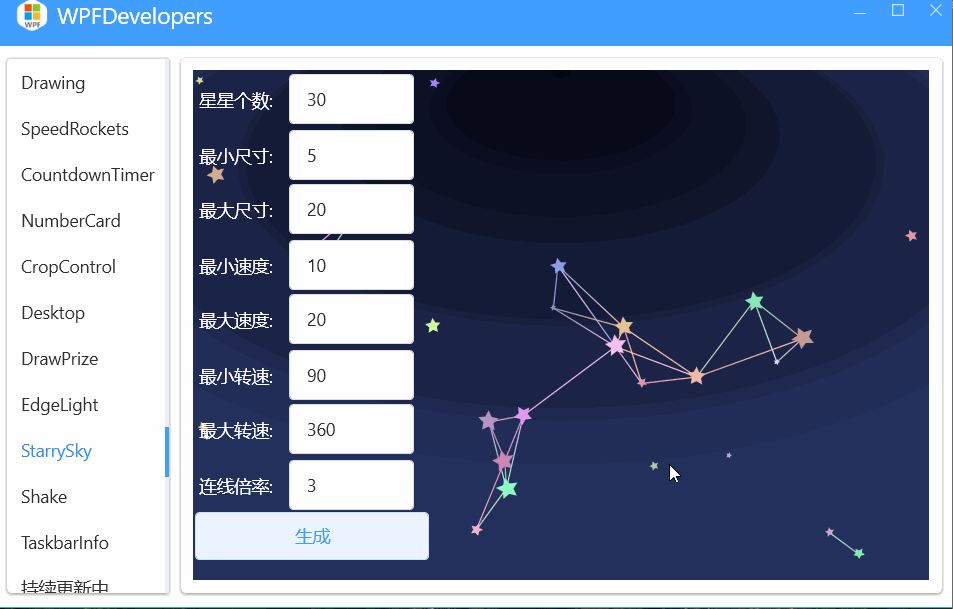 WPF
WPFDevelopers
Drawing
SpeedRockets
CountdownTimer
NumberCard
CropControl
Desktop
DrawPrize
EdgeLight
StarrySky
Shake
TaskbarInfo
持续更新中
星星个数: 30
最小尺寸: 5
最大尺寸: 20
最小速度: 10
最大速度: 20
最小转速: 90
最大转速: 360
连线倍率: 3
生成